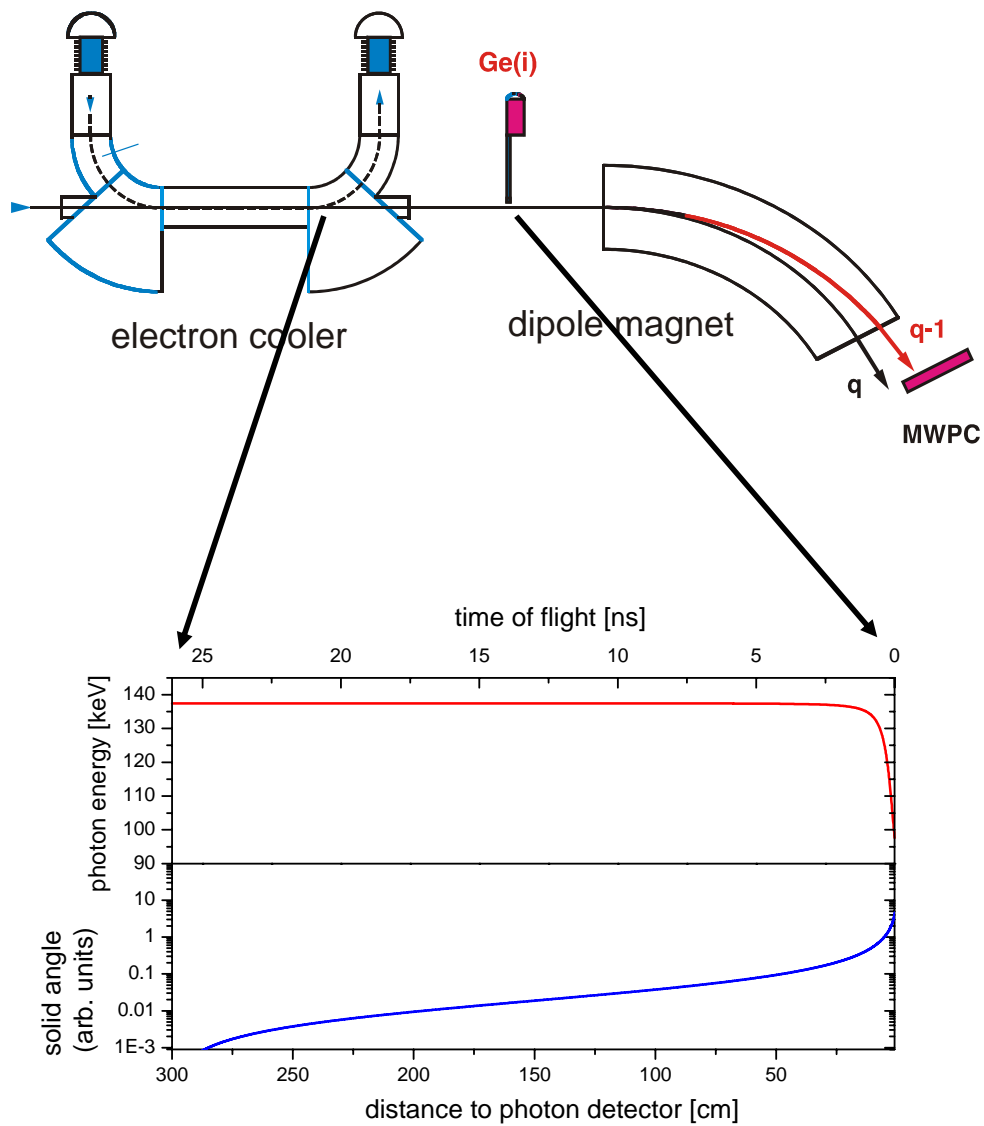 Ge(i)
electron cooler
dipole magnet
q-1
q
MWPC
time of flight [ns]
25 20 15 10 5 0
photon energy [keV]
140
130
120
110
100
90
solid angle
(arb. units)
10
1
0.1
0.01
1E-3
300 250 200 150 100 50
distance to photon detector [cm]